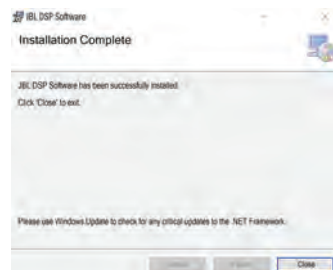 JBL DSP Software
Installation Complete
JBL DSP Software has been successfully installed.
Click 'Close' to exit.
Please use Windows Update to check for any critical updates to the .NET Framework.
Close